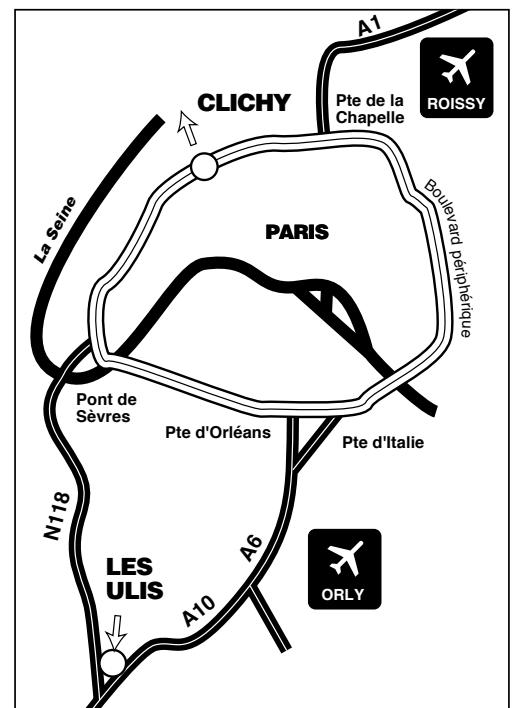 A1
ROISSY
CLICHY
Pte de la
Chapelle
La Seine
Boulevard périphérique
PARIS
Pont de
Sèvres
Pte d'Orléans
Pte d'Italie
N118
A6
LES
ULIS
ORLY
A10